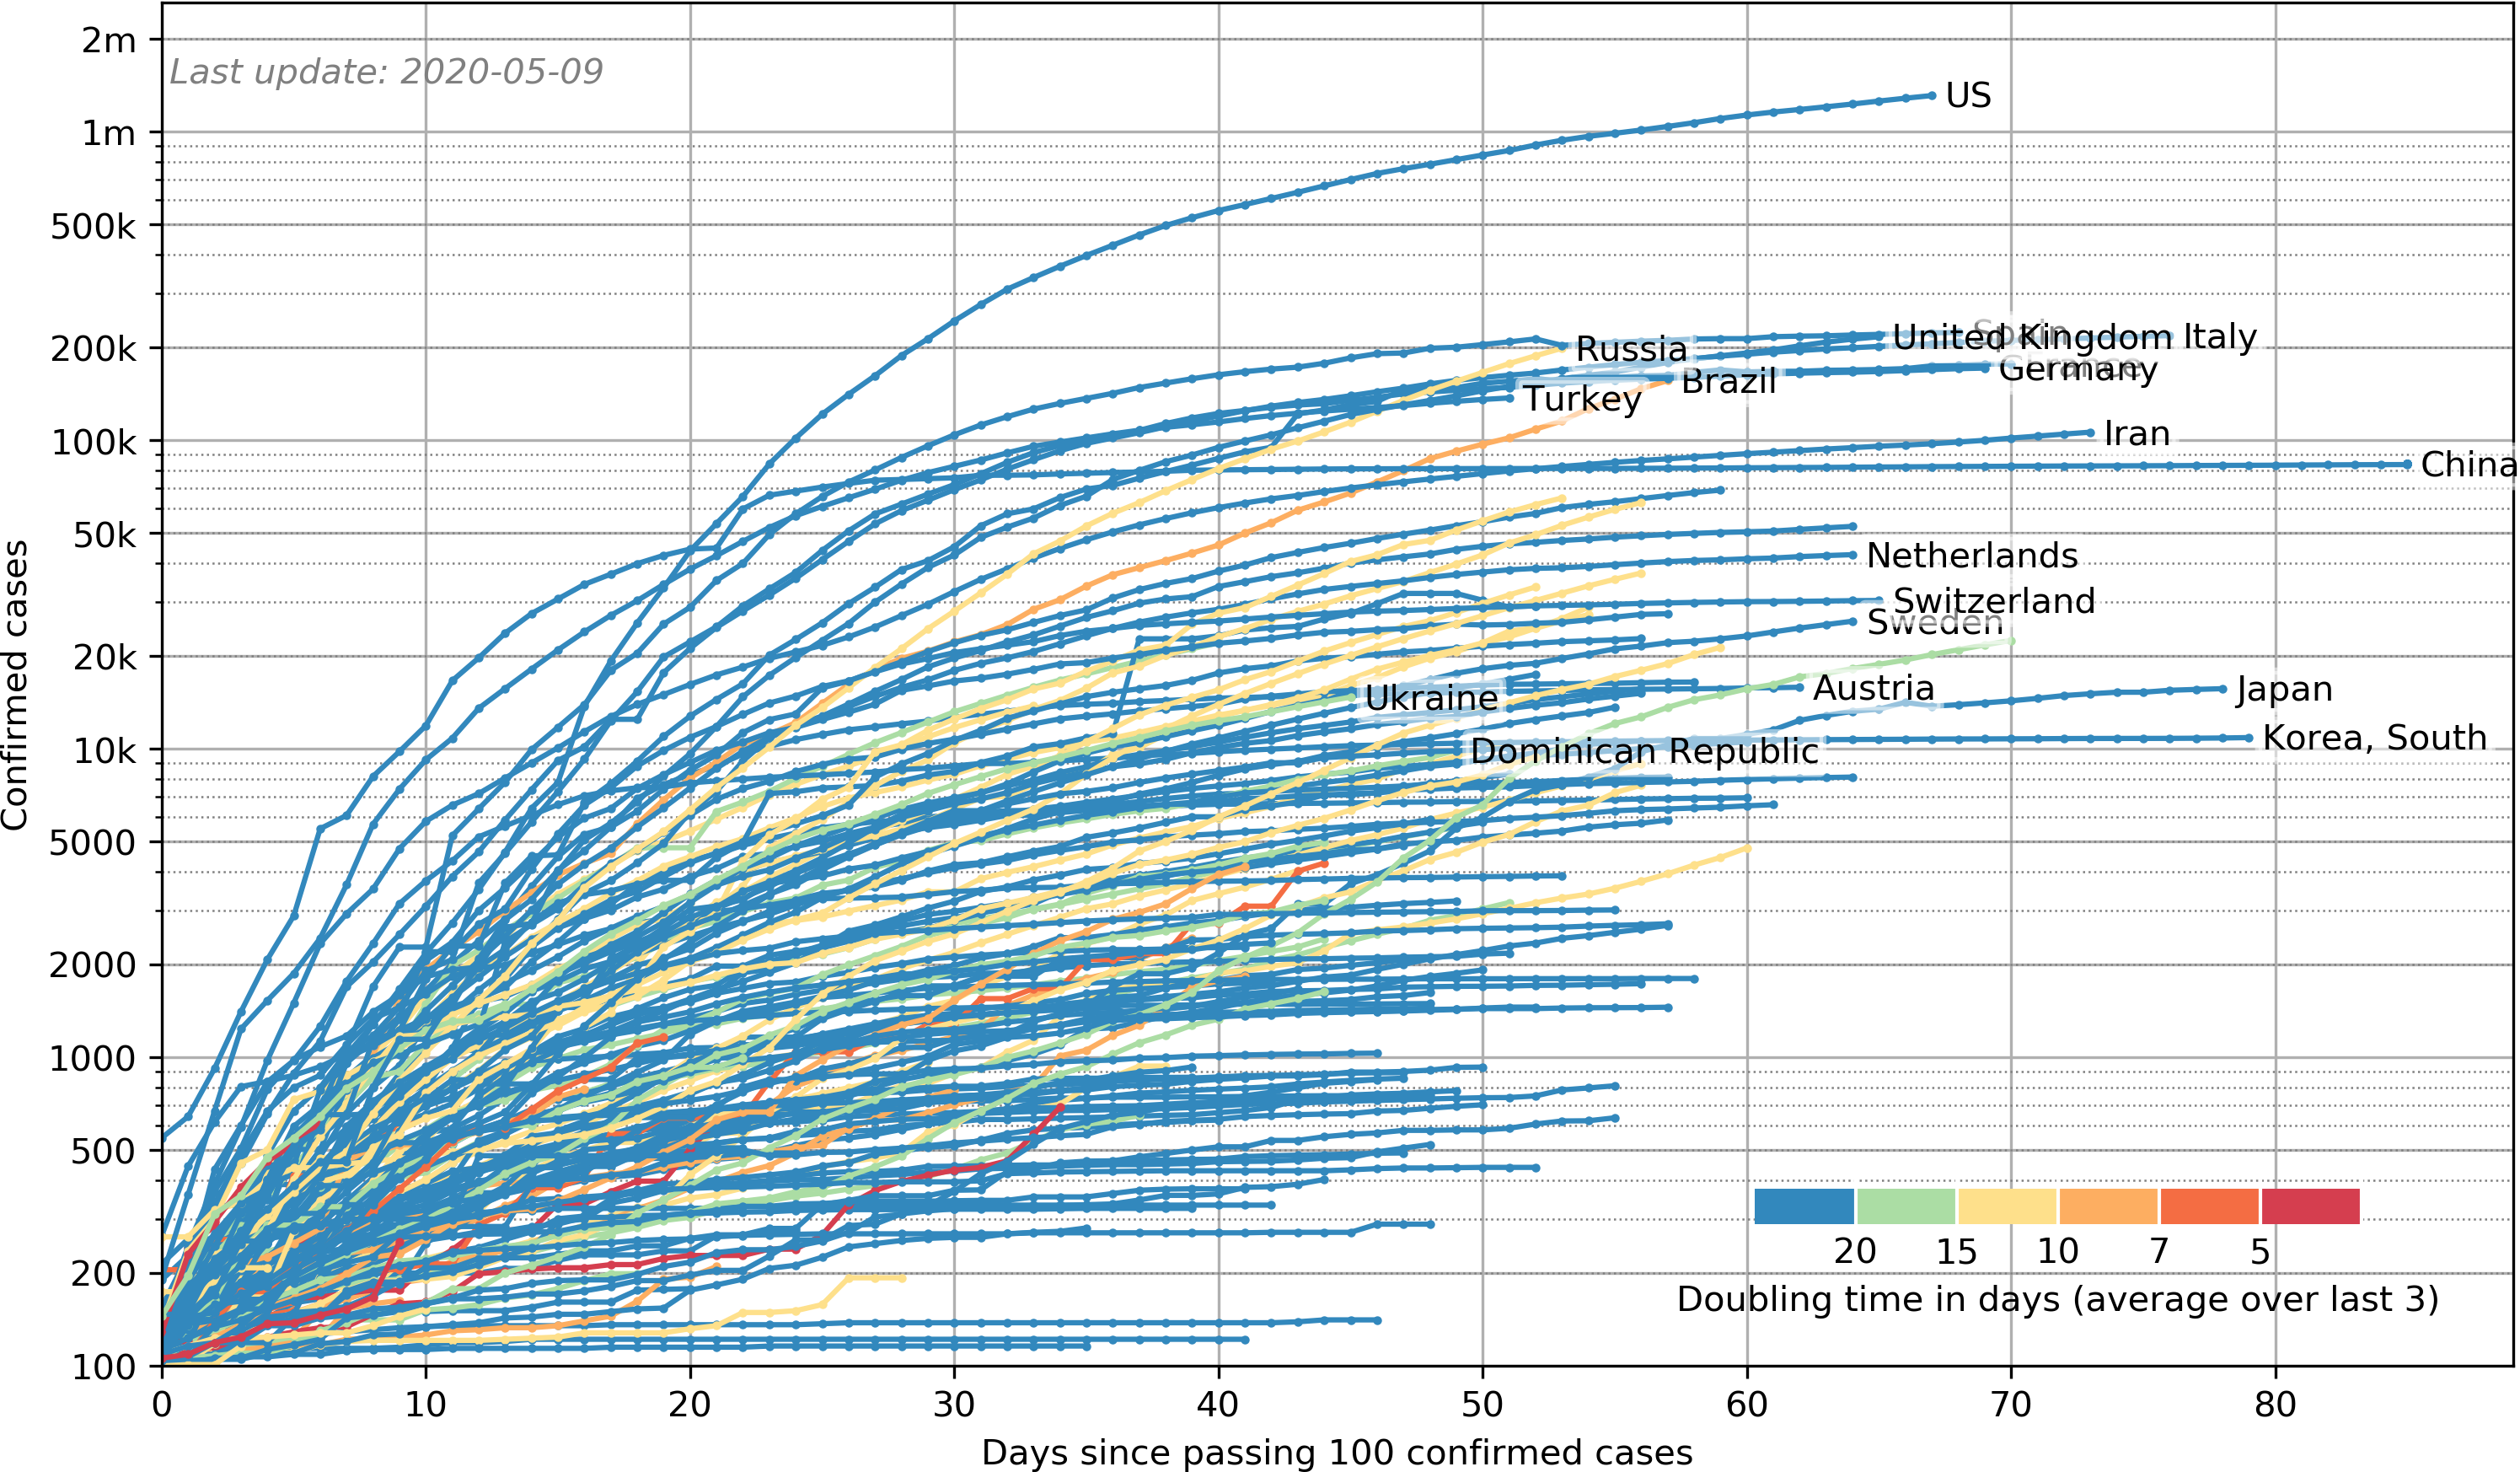 2m
Last update: 2020-05-09
US
1m
500k
200k
Russia
United Kingdom
Spain
Italy
Germany
France
Brazil
Turkey
100k
Iran
China
50k
Netherlands
Switzerland
Sweden
20k
Ukraine
Austria
Japan
10k
Dominican Republic
Korea, South
5000
2000
1000
500
200
100
20 15 10 7 5
Doubling time in days (average over last 3)
0 10 20 30 40 50 60 70 80
Days since passing 100 confirmed cases
Confirmed cases